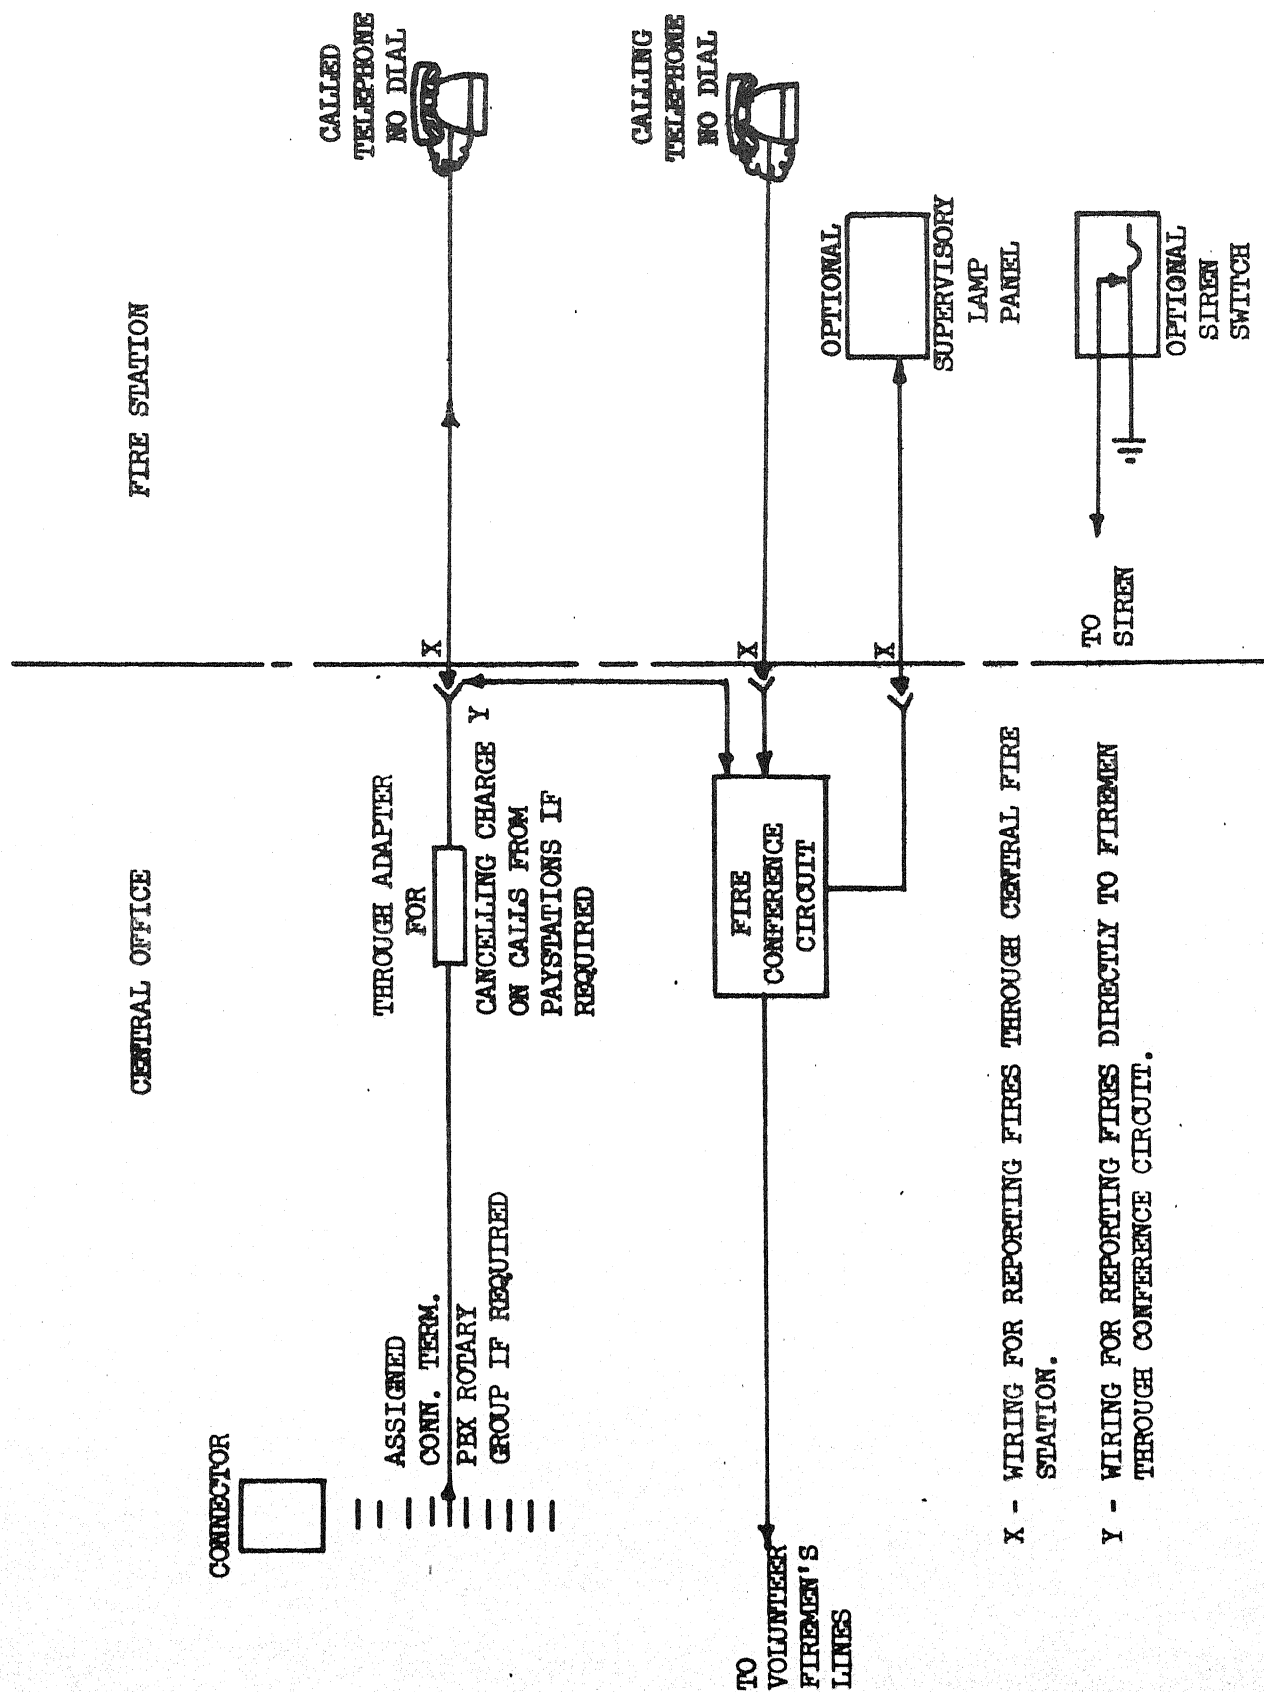 CENTRAL OFFICE
FIRE STATION
CONNECTOR
ASSIGNED
CONN. TERM.
PBX ROTARY
GROUP IF REQUIRED
THROUGH ADAPTER
FOR
CANCELLING CHARGE
ON CALLS FROM
PAYSTATIONS IF
REQUIRED
Y
X
CALLED
TELEPHONE
NO DIAL
TO
VOLUNTEER
FIREMEN'S
LINES
FIRE
CONFERENCE
CIRCUIT
X
CALLING
TELEPHONE
NO DIAL
X
OPTIONAL
SUPERVISORY
LAMP
PANEL
TO
SIREN
OPTIONAL
SIREN
SWITCH
X - WIRING FOR REPORTING FIRES THROUGH CENTRAL FIRE
STATION.
Y - WIRING FOR REPORTING FIRES DIRECTLY TO FIREMEN
THROUGH CONFERENCE CIRCUIT.